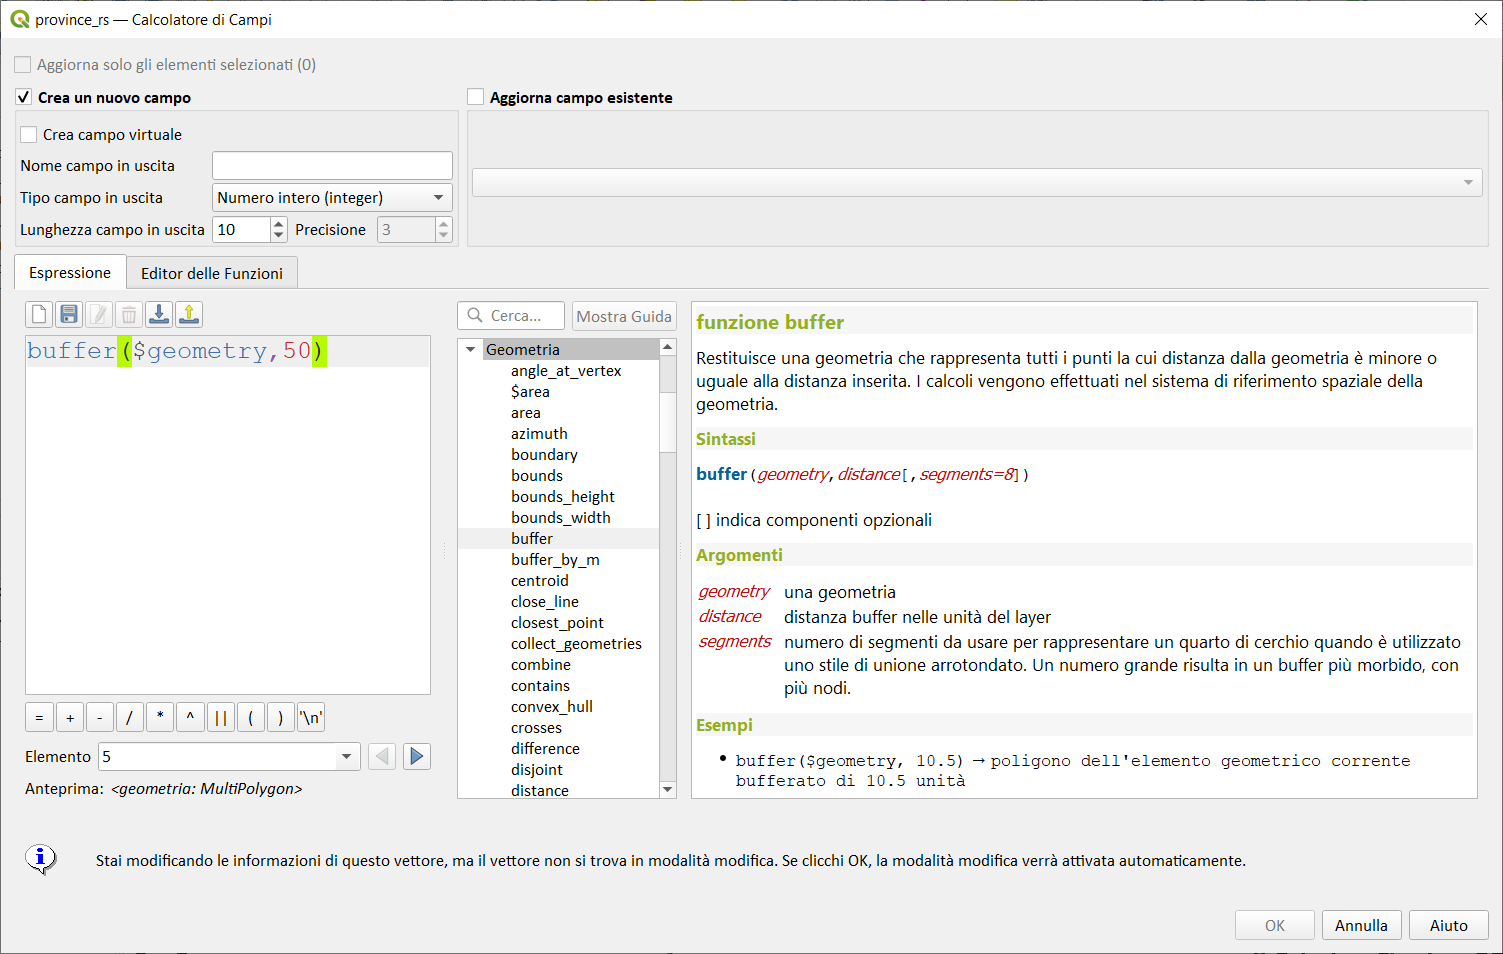 province_rs — Calcolatore di Campi
Aggiorna solo gli elementi selezionati (0)
Crea un nuovo campo
Aggiorna campo esistente
Crea campo virtuale
Nome campo in uscita
Tipo campo in uscita
Numero intero (integer)
Lunghezza campo in uscita
10
Precisione
3
Espressione
Editor delle Funzioni
buffer($geometry,50)
= + - / * ^ || ( ) '\n'
Elemento
5
Anteprima: <geometria: MultiPolygon>
Cerca...
Mostra Guida
Geometria
angle_at_vertex
$area
area
azimuth
boundary
bounds
bounds_height
bounds_width
buffer
buffer_by_m
centroid
close_line
closest_point
collect_geometries
combine
contains
convex_hull
crosses
difference
disjoint
distance
funzione buffer
Restituisce una geometria che rappresenta tutti i punti la cui distanza dalla geometria è minore o
uguale alla distanza inserita. I calcoli vengono effettuati nel sistema di riferimento spaziale della
geometria.
Sintassi
buffer(geometry,distance[,segments=8])
[ ] indica componenti opzionali
Argomenti
geometry una geometria
distance distanza buffer nelle unità del layer
segments numero di segmenti da usare per rappresentare un quarto di cerchio quando è utilizzato
uno stile di unione arrotondato. Un numero grande risulta in un buffer più morbido, con
più nodi.
Esempi
• buffer($geometry, 10.5) → poligono dell'elemento geometrico corrente
bufferato di 10.5 unità
Stai modificando le informazioni di questo vettore, ma il vettore non si trova in modalità modifica. Se clicchi OK, la modalità modifica verrà attivata automaticamente.
OK
Annulla
Aiuto